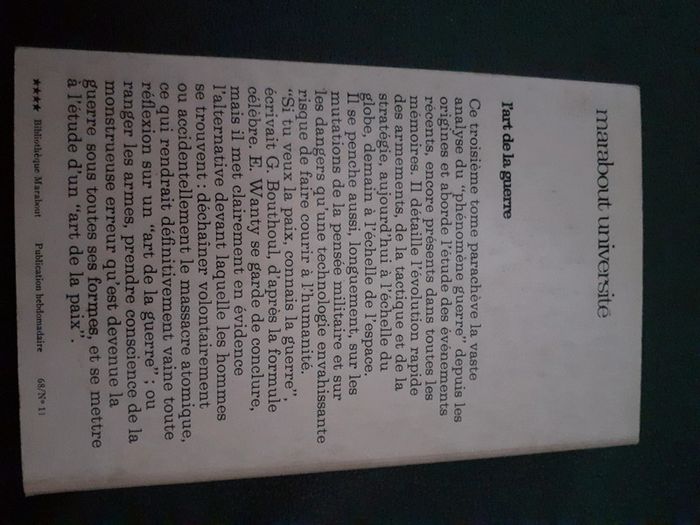 marabout université
l'art de la guerre
Ce troisième tome parachève la vaste
analyse du "phénomène guerre" depuis les
origines et aborde l'étude des événements
récents, encore présents dans toutes les
mémoires. Il détaille l'évolution rapide
des armements, de la tactique et de la
stratégie, aujourd'hui à l'échelle du
globe, demain à l'échelle de l'espace.
Il se penche aussi, longuement, sur les
mutations de la pensée militaire et sur
les dangers qu'une technologie envahissante
risque de faire courir à l'humanité.
"Si tu veux la paix, connais la guerre",
écrivait G. Bouthoul, d'après la formule
célèbre. E. Wanty se garde de conclure,
mais il met clairement en évidence
l'alternative devant laquelle les hommes
se trouvent : déchaîner volontairement
ou accidentellement le massacre atomique,
ce qui rendrait définitivement vaine toute
réflexion sur un "art de la guerre" ; ou
ranger les armes, prendre conscience de la
monstrueuse erreur qu'est devenue la
guerre sous toutes ses formes, et se mettre
à l'étude d'un "art de la paix".
★★★★ Bibliothèque Marabout Publication hebdomadaire 68/N° 11